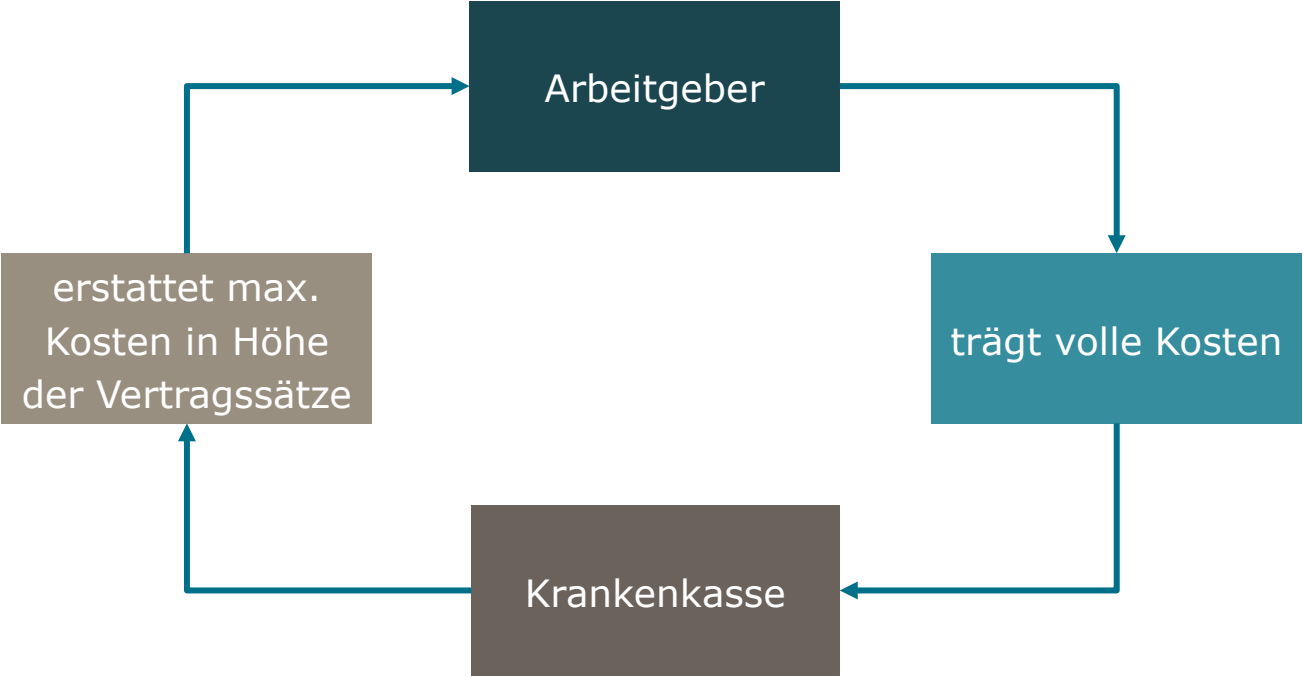 Arbeitgeber
erstattet max.
Kosten in Höhe
der Vertragssätze
trägt volle Kosten
Krankenkasse